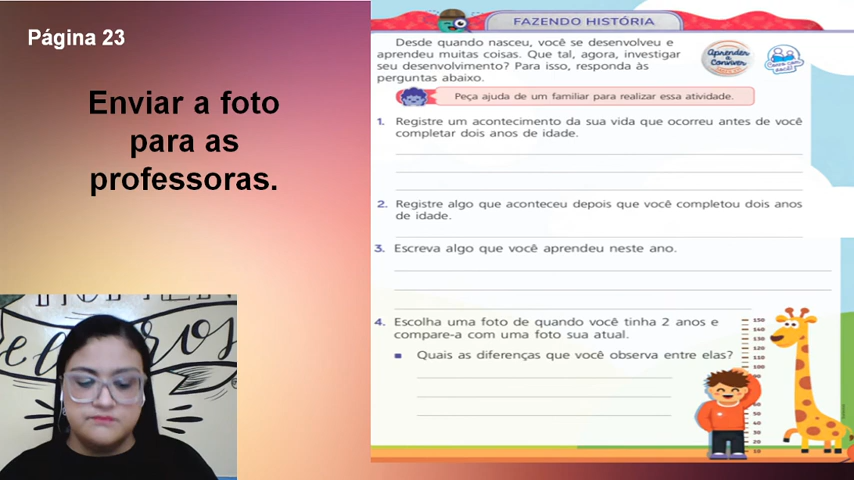 Página 23
Enviar a foto
para as
professoras.
FAZENDO HISTÓRIA
Desde quando nasceu, você se desenvolveu e
aprendeu muitas coisas. Que tal, agora, investigar
seu desenvolvimento? Para isso, responda às
perguntas abaixo.
Aprender
e
Conviver
Peça ajuda de um familiar para realizar essa atividade.
1. Registre um acontecimento da sua vida que ocorreu antes de você
completar dois anos de idade.
2. Registre algo que aconteceu depois que você completou dois anos
de idade.
3. Escreva algo que você aprendeu neste ano.
4. Escolha uma foto de quando você tinha 2 anos e
compare-a com uma foto sua atual.
Quais as diferenças que você observa entre elas?
150
140
130
120
110
100
60
50
40
30
20
10